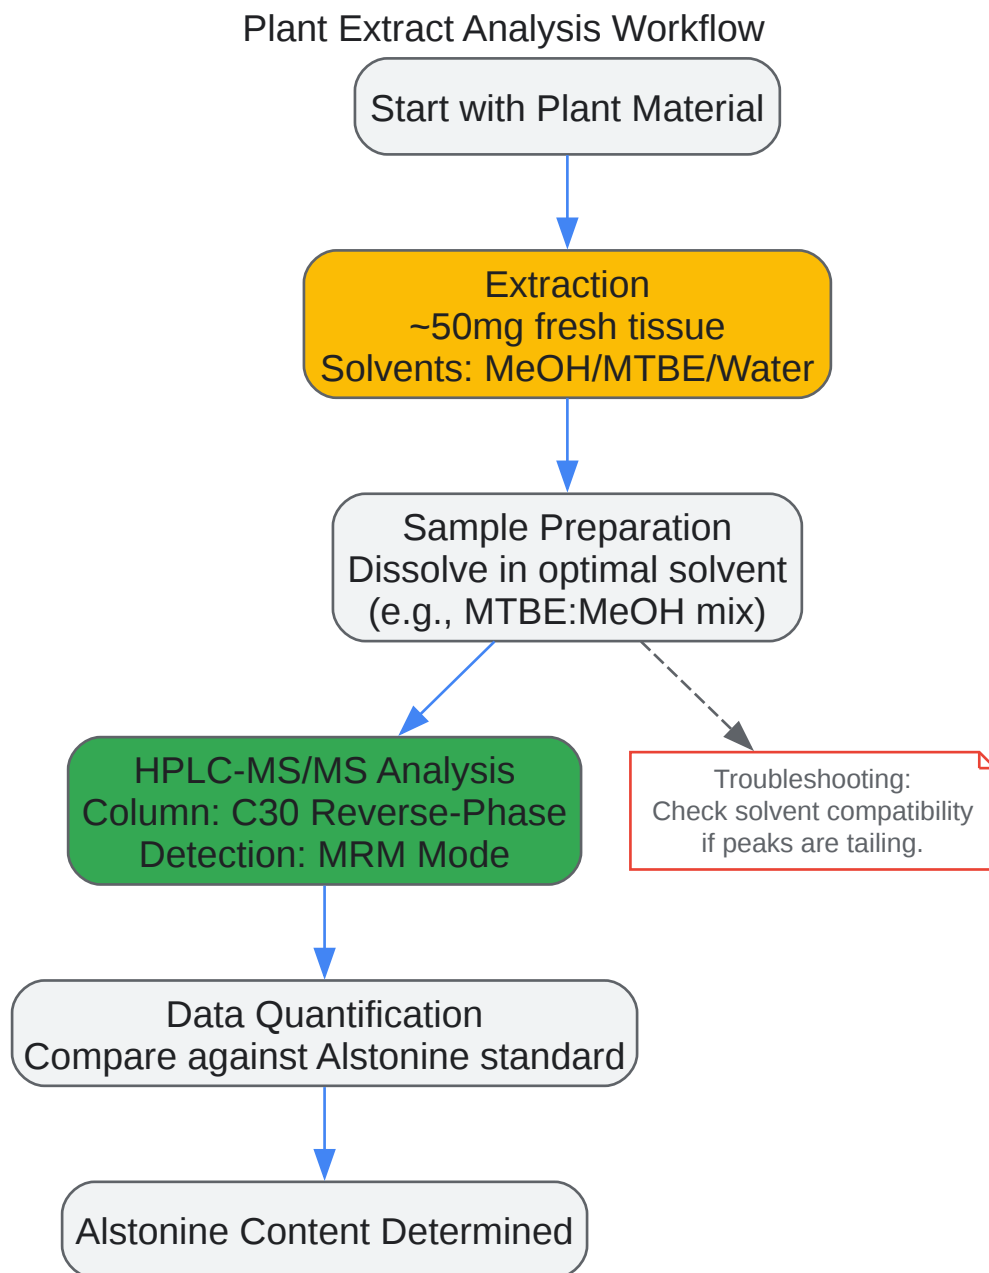 Plant Extract Analysis Workflow
Start with Plant Material
Extraction
~50mg fresh tissue
Solvents: MeOH/MTBE/Water
Sample Preparation
Dissolve in optimal solvent
(e.g., MTBE:MeOH mix)
HPLC-MS/MS Analysis
Column: C30 Reverse-Phase
Detection: MRM Mode
Troubleshooting:
Check solvent compatibility
if peaks are tailing.
Data Quantification
Compare against Alstonine standard
Alstonine Content Determined